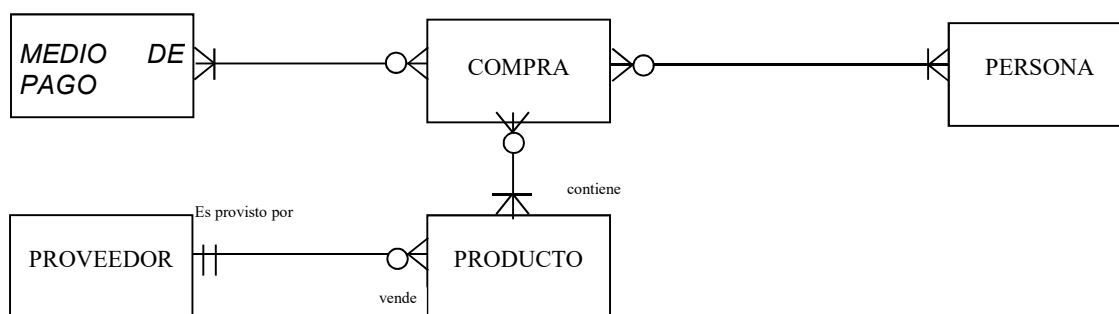 MEDIO DE
PAGO
COMPRA
PERSONA
contiene
Es provisto por
PROVEEDOR
PRODUCTO
vende